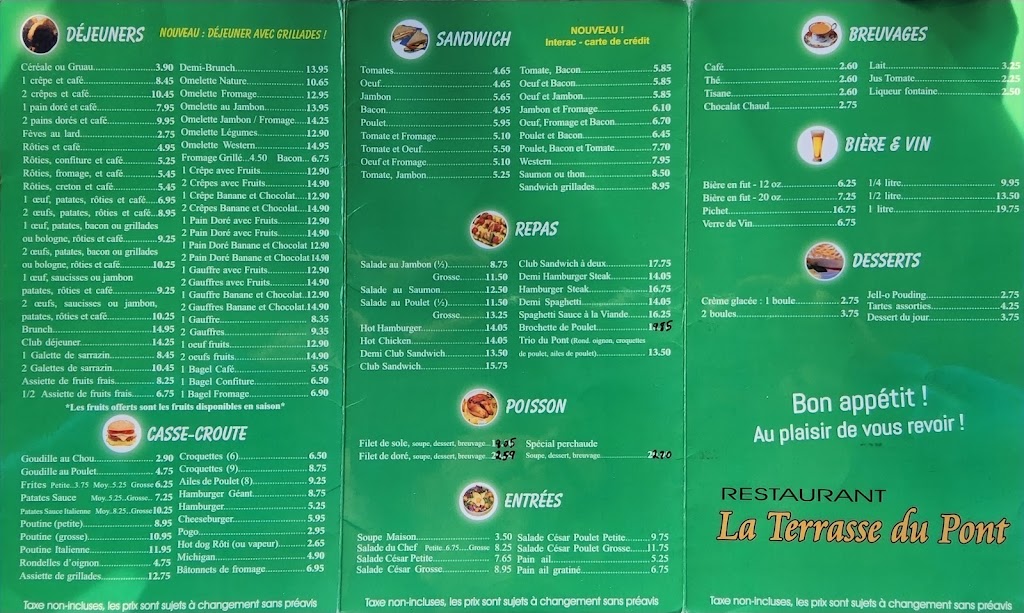 DÉJEUNERS
NOUVEAU : DÉJEUNER AVEC GRILLADES !
Céréale ou Gruau...3.90
1 crêpe et café...8.45
2 crêpes et café...10.45
1 pain doré et café...7.95
2 pains dorés et café...9.95
Fèves au lard...2.75
Rôties et café...4.95
Rôties, confiture et café...5.25
Rôties, fromage, et café...5.45
Rôties, creton et café...5.45
1 œuf, patates, rôties et café...6.95
2 œufs, patates, rôties et café..8.95
1 œuf, patates, bacon ou grillades
ou bologne, rôties et café...9.25
2 œufs, patates, bacon ou grillades
ou bologne, rôties et café...10.25
1 œuf, saucisses ou jambon
patates, rôties et café...9.25
2 œufs, saucisses ou jambon,
patates, rôties et café...10.25
Brunch...14.95
Club déjeuner...14.25
1 Galette de sarrazin...8.45
2 Galettes de sarrazin...10.45
Assiette de fruits frais...8.25
1/2 Assiette de fruits frais...6.75
Demi-Brunch...13.95
Omelette Nature...10.65
Omelette Fromage...12.95
Omelette au Jambon...13.95
Omelette Jambon / Fromage...14.25
Omelette Légumes...12.90
Omelette Western...14.95
Fromage Grillé...4.50 Bacon...6.75
1 Crêpe avec Fruits...12.90
2 Crêpes avec Fruits...14.90
1 Crêpe Banane et Chocolat...12.90
2 Crêpes Banane et Chocolat...14.90
1 Pain Doré avec Fruits...12.90
2 Pain Doré avec Fruits...14.90
1 Pain Doré Banane et Chocolat 12.90
2 Pain Doré Banane et Chocolat 14.90
1 Gauffre avec Fruits...12.90
2 Gauffres avec Fruits...14.90
1 Gauffre Banane et Chocolat...12.90
2 Gauffres Banane et Chocolat.14.90
1 Gauffre...8.35
2 Gauffres...9.35
1 oeuf fruits...12.90
2 oeufs fruits...14.90
1 Bagel Café...5.95
1 Bagel Confiture...6.50
1 Bagel Fromage...6.90
*Les fruits offerts sont les fruits disponibles en saison*
CASSE-CROUTE
Goudille au Chou...2.90
Goudille au Poulet...4.75
Frites Petite..3.75 Moy..5.25 Grosse 6.25
Patates Sauce Moy..5.25..Grosse.. 7.25
Patates Sauce Italienne Moy..8.25..Grosse 10.25
Poutine (petite)...8.95
Poutine (grosse)...10.95
Poutine Italienne...11.95
Rondelles d'oignon...4.75
Assiette de grillades...12.75
Croquettes (6)...6.50
Croquettes (9)...8.75
Ailes de Poulet (8)...9.25
Hamburger Géant...8.75
Hamburger...5.25
Cheeseburger...5.95
Pogo...2.95
Hot dog Rôti (ou vapeur)...2.65
Michigan...4.90
Bâtonnets de fromage...6.95
Taxe non-incluses, les prix sont sujets à changement sans préavis
SANDWICH
NOUVEAU !
Interac - carte de crédit
Tomates...4.65
Oeuf...4.65
Jambon...5.65
Bacon...4.95
Poulet...5.95
Tomate et Fromage...5.10
Tomate et Oeuf...5.50
Oeuf et Fromage...5.10
Tomate, Jambon...5.25
Tomate, Bacon...5.85
Oeuf et Bacon...5.85
Oeuf et Jambon...5.85
Jambon et Fromage...6.10
Oeuf, Fromage et Bacon...6.70
Poulet et Bacon...6.45
Poulet, Bacon et Tomate...7.70
Western...7.95
Saumon ou thon...8.50
Sandwich grillades...8.95
REPAS
Salade au Jambon (½)...8.75
Grosse...11.50
Salade au Saumon...12.50
Salade au Poulet (½)...11.50
Grosse...13.25
Hot Hamburger...14.05
Hot Chicken...14.05
Demi Club Sandwich...13.50
Club Sandwich...15.75
Club Sandwich à deux...17.75
Demi Hamburger Steak...14.05
Hamburger Steak...16.75
Demi Spaghetti...14.05
Spaghetti Sauce à la Viande...16.25
Brochette de Poulet...
Trio du Pont (Rond. oignon, croquettes
de poulet, ailes de poulet)...13.50
POISSON
Filet de sole, soupe, dessert, breuvage..
Filet de doré, soupe, dessert, breuvage..
Spécial perchaude
Soupe, dessert, breuvage...
ENTRÉES
Soupe Maison...3.50
Salade du Chef Petite..6.75....Grosse 8.25
Salade César Petite...7.65
Salade César Grosse...8.95
Salade César Poulet Petite...9.75
Salade César Poulet Grosse...11.75
Pain ail...5.25
Pain ail gratiné...6.75
Taxe non-incluses, les prix sont sujets à changement sans préavis
BREUVAGES
Café...2.60
Thé...2.60
Tisane...2.60
Chocolat Chaud...2.75
Lait...3.25
Jus Tomate...2.25
Liqueur fontaine...2.50
BIÈRE & VIN
Bière en fut - 12 oz...6.25
Bière en fut - 20 oz...7.25
Pichet...16.75
Verre de Vin...6.75
1/4 litre...9.95
1/2 litre...13.50
1 litre...19.75
DESSERTS
Crème glacée : 1 boule...2.75
2 boules...3.75
Jell-o Pouding...2.75
Tartes assorties...4.25
Dessert du jour...3.75
Bon appétit !
Au plaisir de vous revoir !
RESTAURANT
La Terrasse du Pont
Taxe non-incluses, les prix sont sujets à changement sans préavis